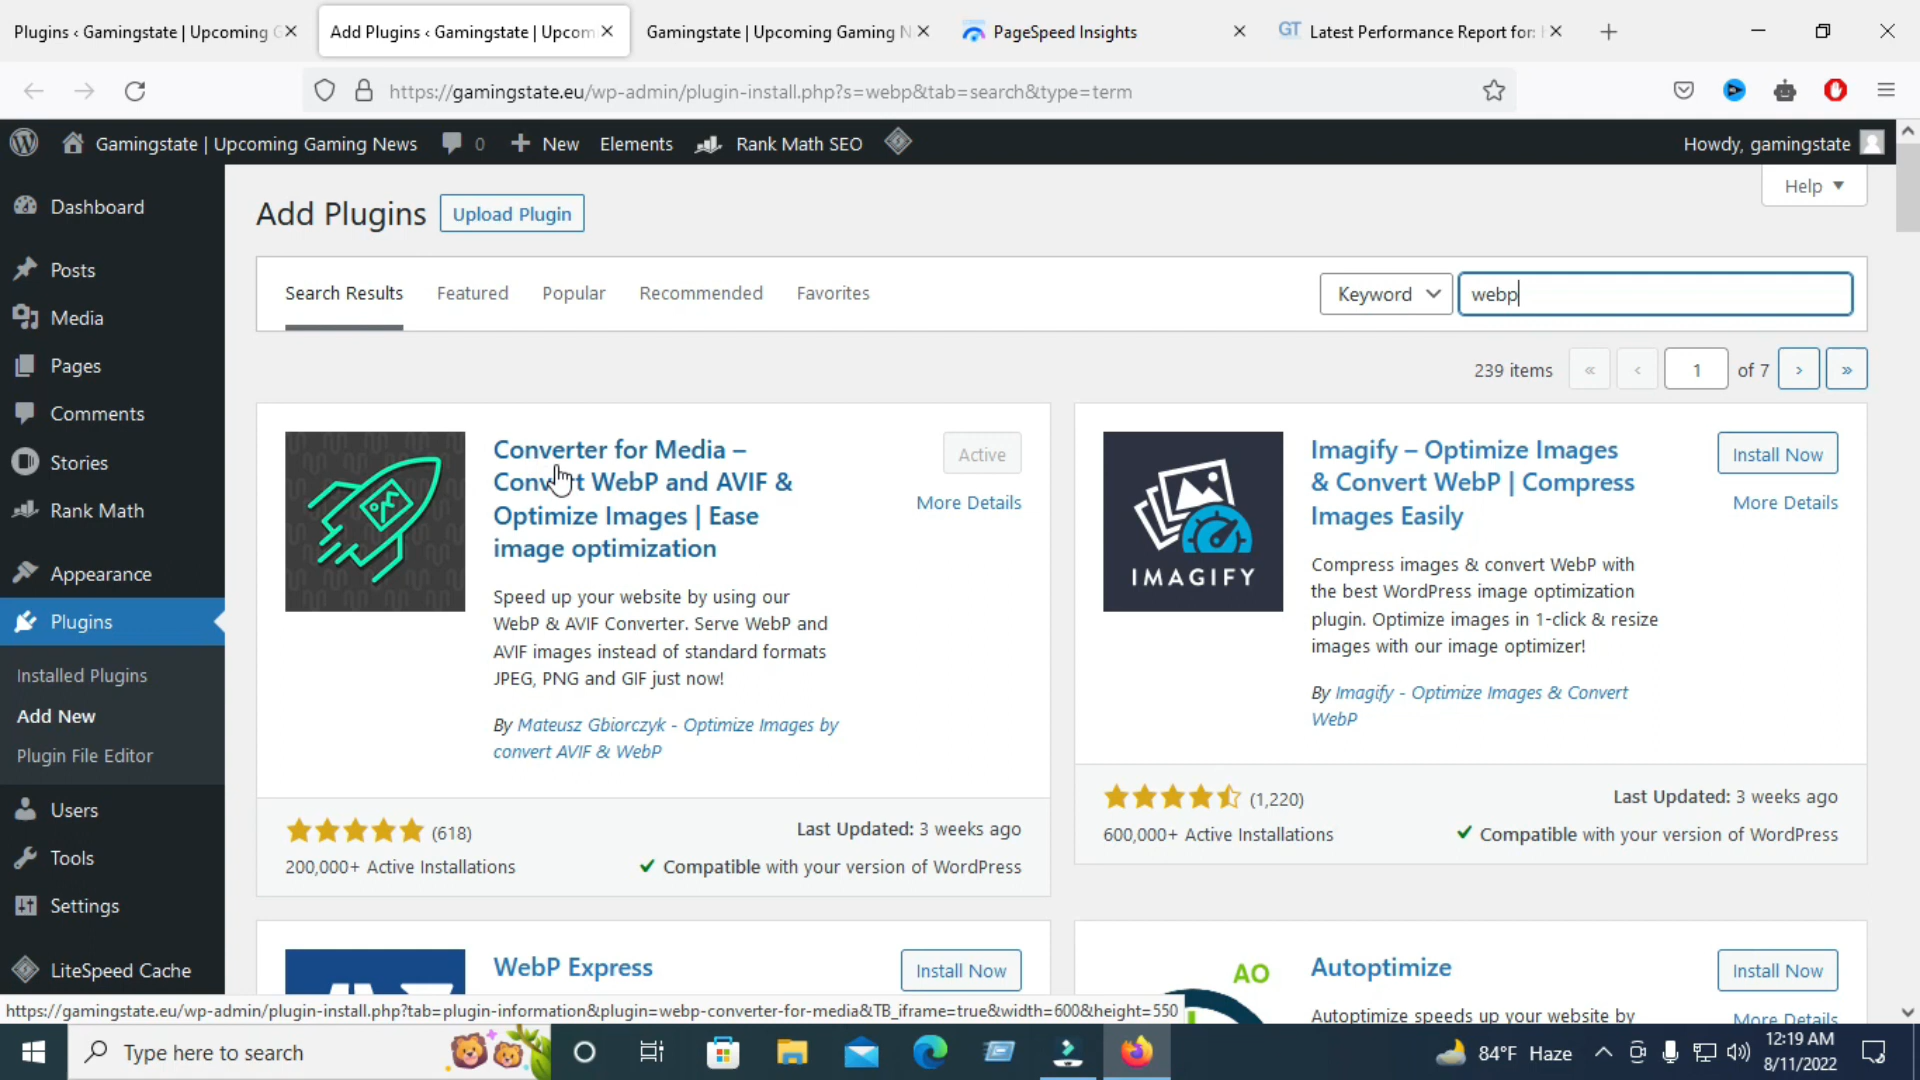 Plugins ‹ Gamingstate | Upcoming G
Add Plugins ‹ Gamingstate | Upcom
Gamingstate | Upcoming Gaming N
PageSpeed Insights
GT Latest Performance Report for:
https://gamingstate.eu/wp-admin/plugin-install.php?s=webp&tab=search&type=term
Gamingstate | Upcoming Gaming News
0
New
Elements
Rank Math SEO
Howdy, gamingstate
Dashboard
Posts
Media
Pages
Comments
Stories
Rank Math
Appearance
Plugins
Installed Plugins
Add New
Plugin File Editor
Users
Tools
Settings
LiteSpeed Cache
Help
Add Plugins
Upload Plugin
Search Results
Featured
Popular
Recommended
Favorites
Keyword
webp
239 items « ‹ 1 of 7 › »
Converter for Media –
Convert WebP and AVIF &
Optimize Images | Ease
image optimization
Active
More Details
Speed up your website by using our
WebP & AVIF Converter. Serve WebP and
AVIF images instead of standard formats
JPEG, PNG and GIF just now!
By Mateusz Gbiorczyk - Optimize Images by
convert AVIF & WebP
(618)
Last Updated: 3 weeks ago
200,000+ Active Installations
Compatible with your version of WordPress
IMAGIFY
Imagify – Optimize Images
& Convert WebP | Compress
Images Easily
Install Now
More Details
Compress images & convert WebP with
the best WordPress image optimization
plugin. Optimize images in 1-click & resize
images with our image optimizer!
By Imagify - Optimize Images & Convert
WebP
(1,220)
Last Updated: 3 weeks ago
600,000+ Active Installations
Compatible with your version of WordPress
WebP Express
Install Now
AO
Autoptimize
Install Now
Autoptimize speeds up your website by
More Details
https://gamingstate.eu/wp-admin/plugin-install.php?tab=plugin-information&plugin=webp-converter-for-media&TB_iframe=true&width=600&height=550
Type here to search
84°F Haze
12:19 AM
8/11/2022